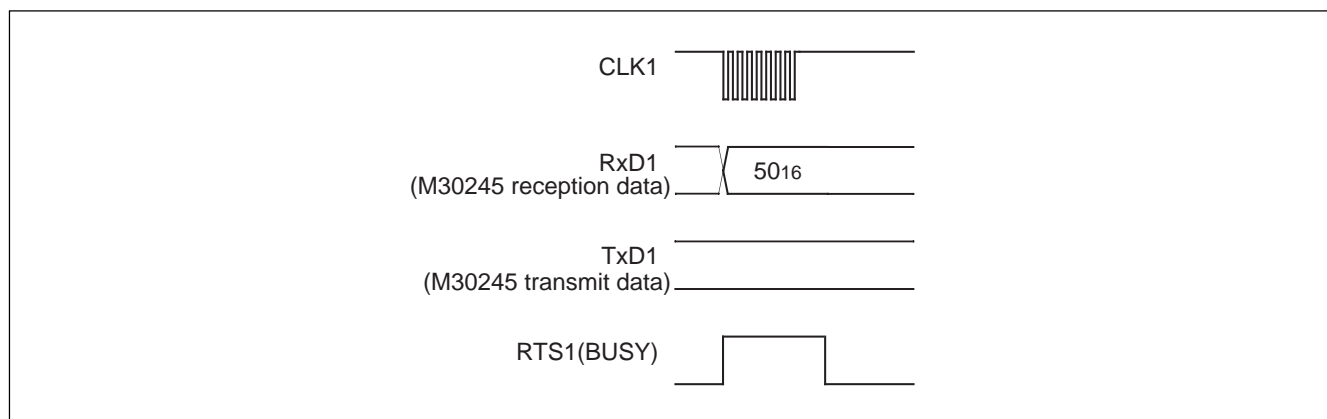 CLK1
RxD1
(M30245 reception data)
5016
TxD1
(M30245 transmit data)
RTS1(BUSY)